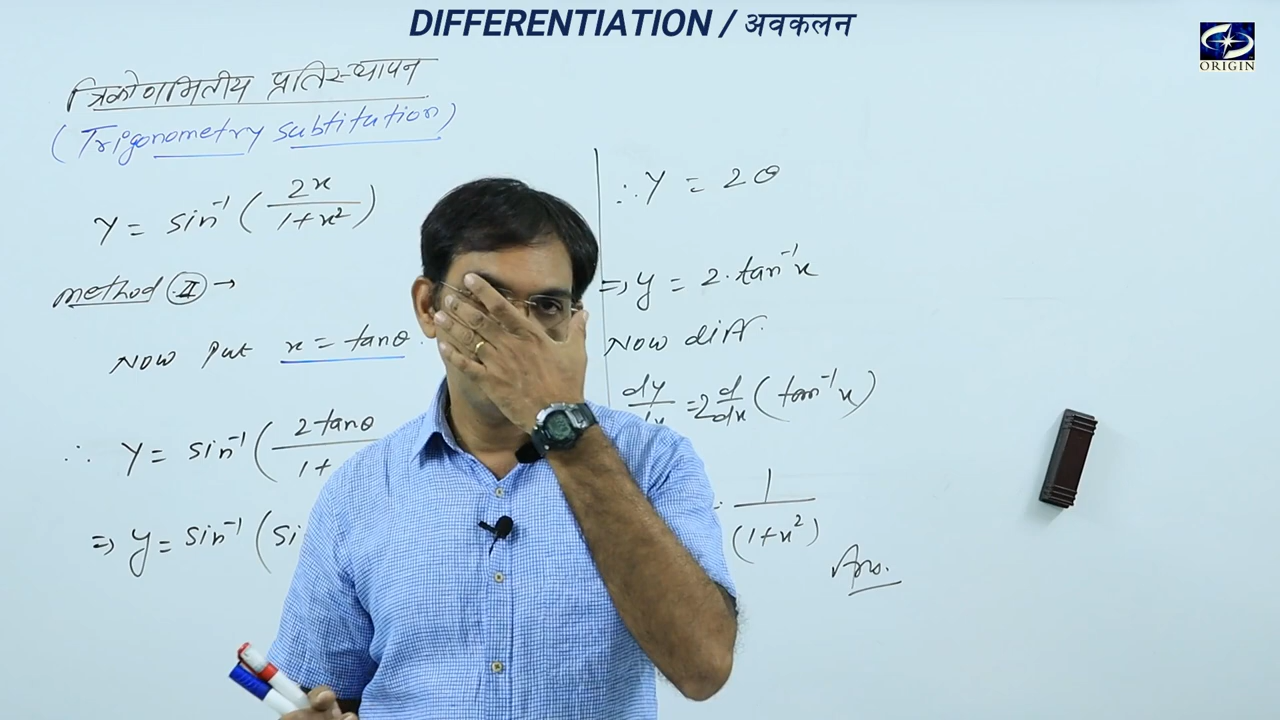 DIFFERENTIATION / अवकलन
ORIGIN
त्रिकोणमितीय प्रतिस्थापन
(Trigonometry subtitution)
y = sin⁻¹ (2x / 1+x²)
method II →
Now put x = tanθ.
∴ y = sin⁻¹ (2tanθ / 1+
⇒ y = sin⁻¹ (si
∴ y = 2θ
⇒ y = 2·tan⁻¹x
Now diff.
dy/dx = 2 d/dx (tan⁻¹x)
1 / (1+x²)
Ans.